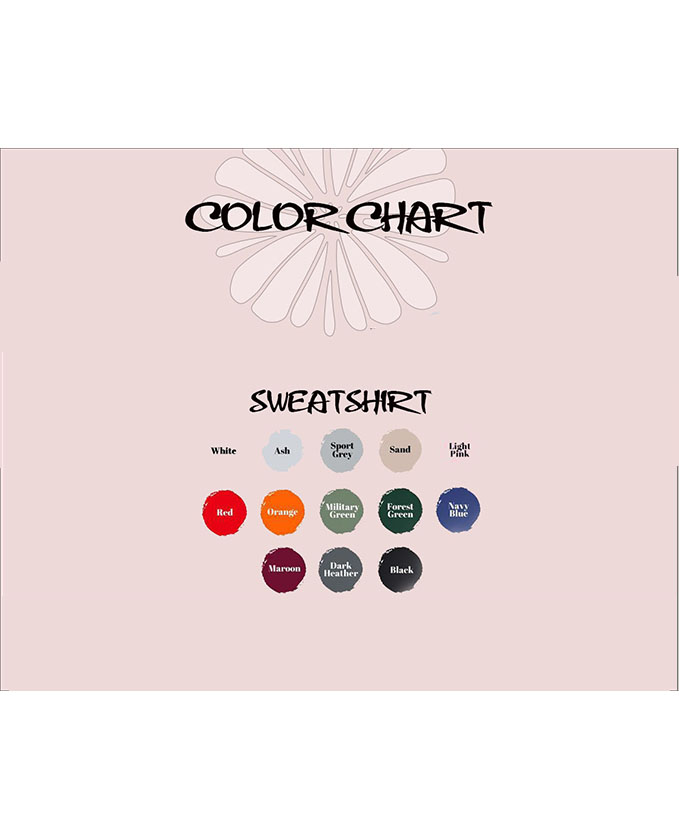 COLOR CHART
SWEATSHIRT
White
Ash
Sport
Grey
Sand
Light
Pink
Red
Orange
Military
Green
Forest
Green
Navy
Blue
Maroon
Dark
Heather
Black